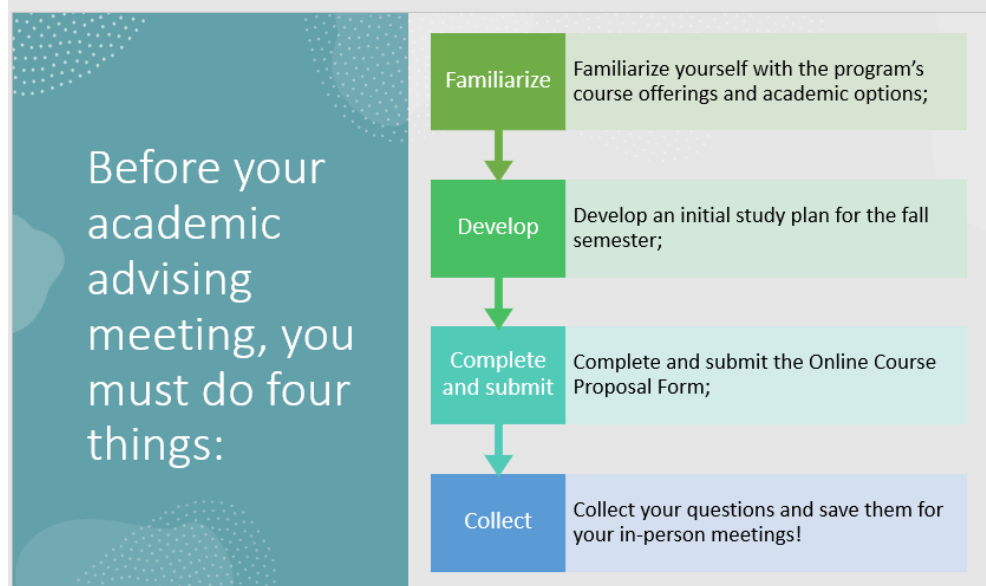 Before your
academic
advising
meeting, you
must do four
things:
Familiarize
Familiarize yourself with the program’s
course offerings and academic options;
Develop
Develop an initial study plan for the fall
semester;
Complete
and submit
Complete and submit the Online Course
Proposal Form;
Collect
Collect your questions and save them for
your in-person meetings!